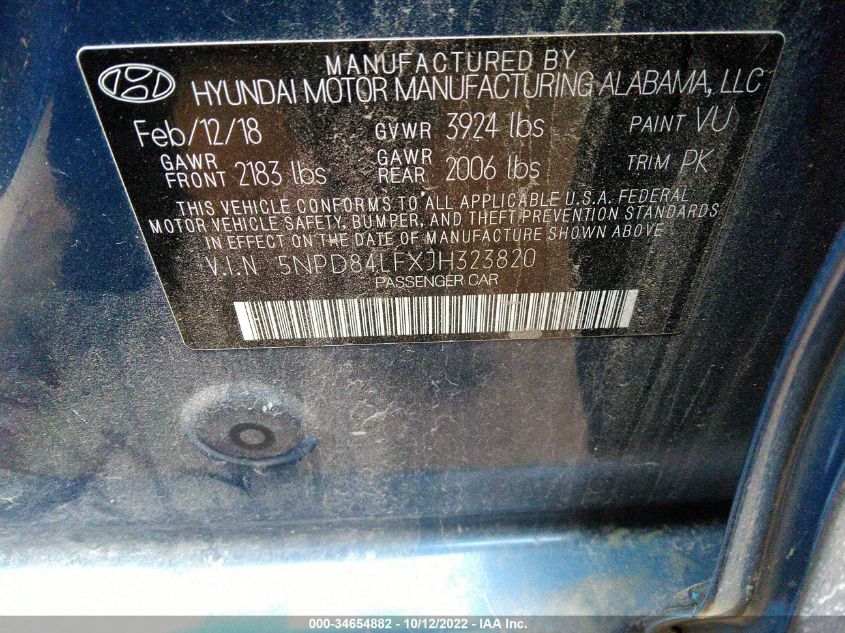 MANUFACTURED BY
HYUNDAI MOTOR MANUFACTURING ALABAMA, LLC
Feb/12/18 GVWR 3924 lbs PAINT VU
GAWR FRONT 2183 lbs GAWR REAR 2006 lbs TRIM PK
THIS VEHICLE CONFORMS TO ALL APPLICABLE U.S.A. FEDERAL
MOTOR VEHICLE SAFETY, BUMPER, AND THEFT PREVENTION STANDARDS
IN EFFECT ON THE DATE OF MANUFACTURE SHOWN ABOVE
V.I.N 5NPD84LFXJH323820
PASSENGER CAR
000-34654882 - 10/12/2022 - IAA Inc.